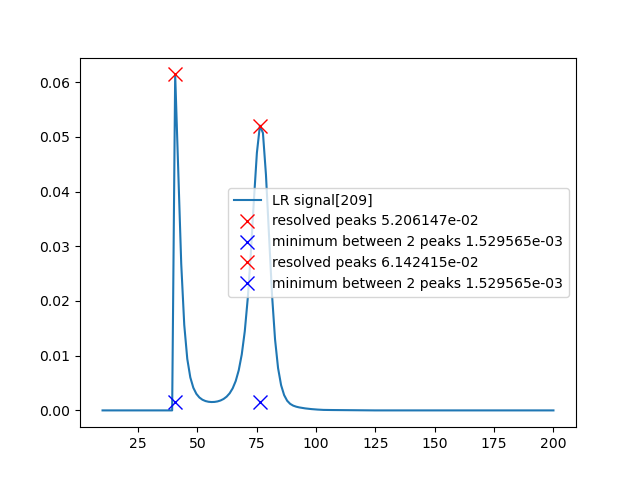 0.06
0.05
0.04
0.03
0.02
0.01
0.00
LR signal[209]
resolved peaks 5.206147e-02
minimum between 2 peaks 1.529565e-03
resolved peaks 6.142415e-02
minimum between 2 peaks 1.529565e-03
25 50 75 100 125 150 175 200